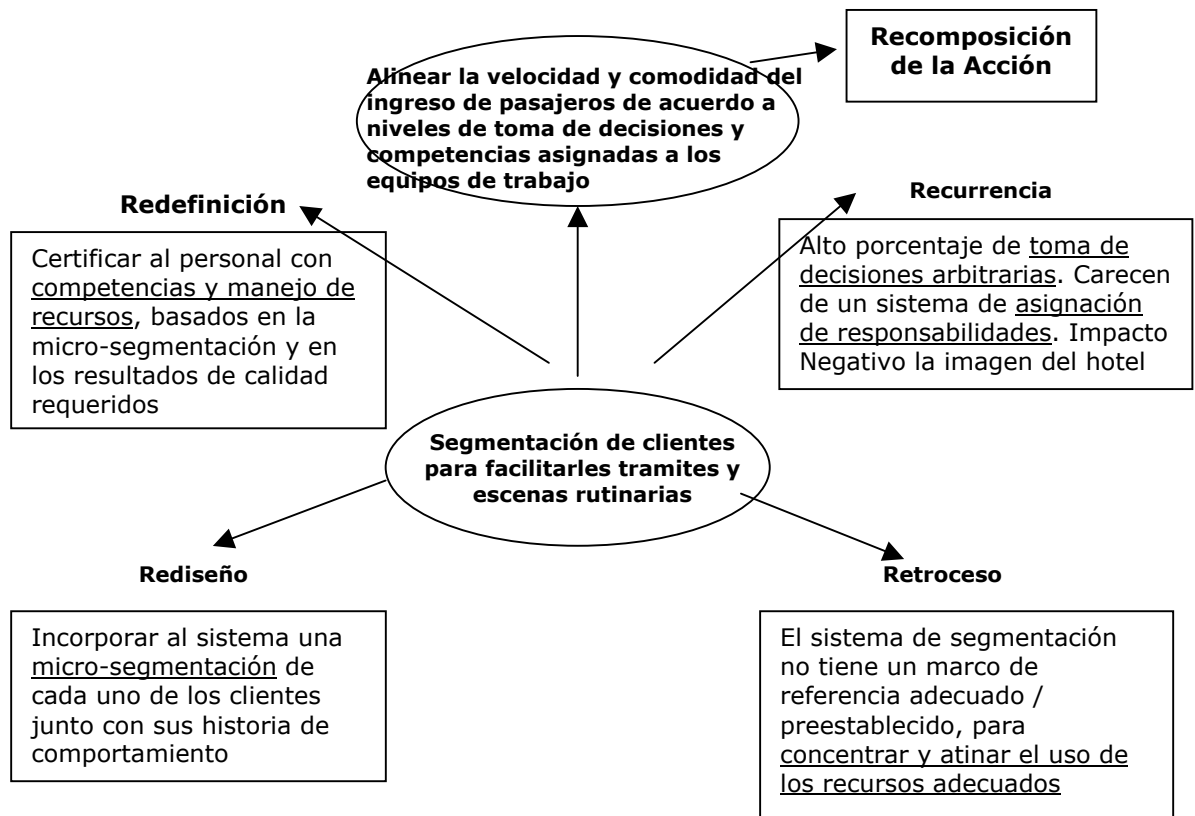 Recomposición
de la Acción
Alinear la velocidad y comodidad del
ingreso de pasajeros de acuerdo a
niveles de toma de decisiones y
competencias asignadas a los
equipos de trabajo
Redefinición
Certificar al personal con
competencias y manejo de
recursos, basados en la
micro-segmentación y en
los resultados de calidad
requeridos
Recurrencia
Alto porcentaje de toma de
decisiones arbitrarias. Carecen
de un sistema de asignación
de responsabilidades. Impacto
Negativo la imagen del hotel
Segmentación de clientes
para facilitarles tramites y
escenas rutinarias
Rediseño
Incorporar al sistema una
micro-segmentación de
cada uno de los clientes
junto con sus historia de
comportamiento
Retroceso
El sistema de segmentación
no tiene un marco de
referencia adecuado /
preestablecido, para
concentrar y atinar el uso de
los recursos adecuados